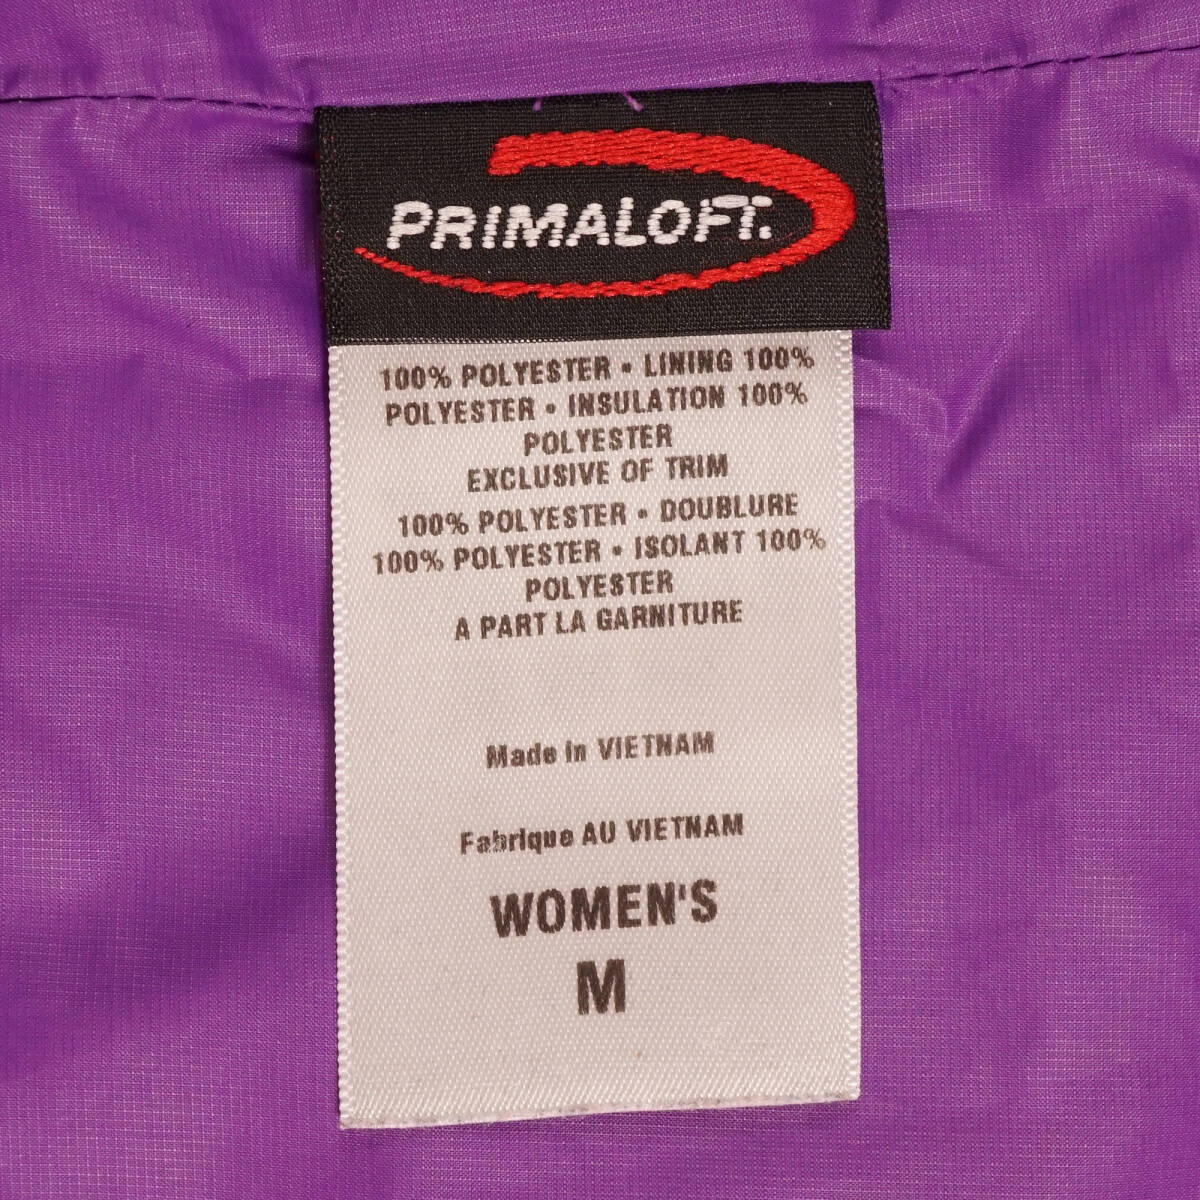 PRIMALOFT.
100% POLYESTER • LINING 100%
POLYESTER • INSULATION 100%
POLYESTER
EXCLUSIVE OF TRIM
100% POLYESTER • DOUBLURE
100% POLYESTER • ISOLANT 100%
POLYESTER
A PART LA GARNITURE
Made in VIETNAM
Fabrique AU VIETNAM
WOMEN'S
M